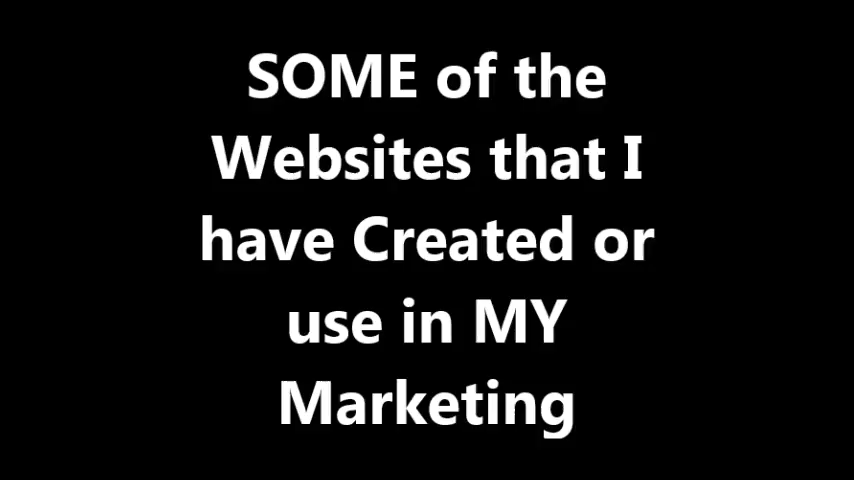 SOME of the
Websites that I
have Created or
use in MY
Marketing